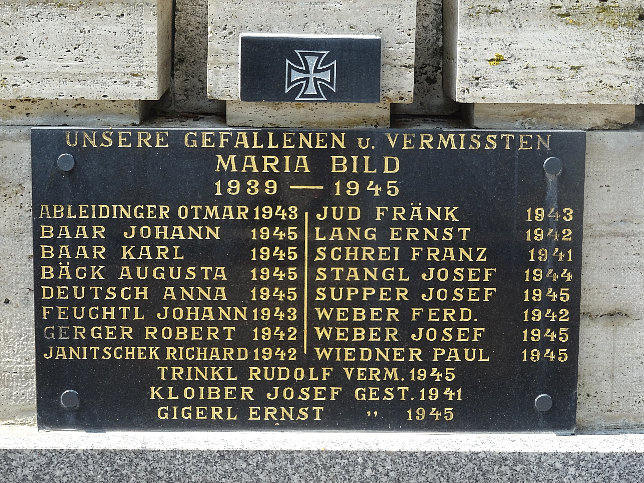 UNSERE GEFALLENEN U. VERMISSTEN
MARIA BILD
1939 — 1945
ABLEIDINGER OTMAR 1943
BAAR JOHANN 1945
BAAR KARL 1945
BÄCK AUGUSTA 1945
DEUTSCH ANNA 1945
FEUCHTL JOHANN 1943
GERGER ROBERT 1942
JANITSCHEK RICHARD 1942
JUD FRÄNK 1943
LANG ERNST 1942
SCHREI FRANZ 1941
STANGL JOSEF 1944
SUPPER JOSEF 1945
WEBER FERD. 1942
WEBER JOSEF 1945
WIEDNER PAUL 1945
TRINKL RUDOLF VERM. 1945
KLOIBER JOSEF GEST. 1941
GIGERL ERNST " 1945